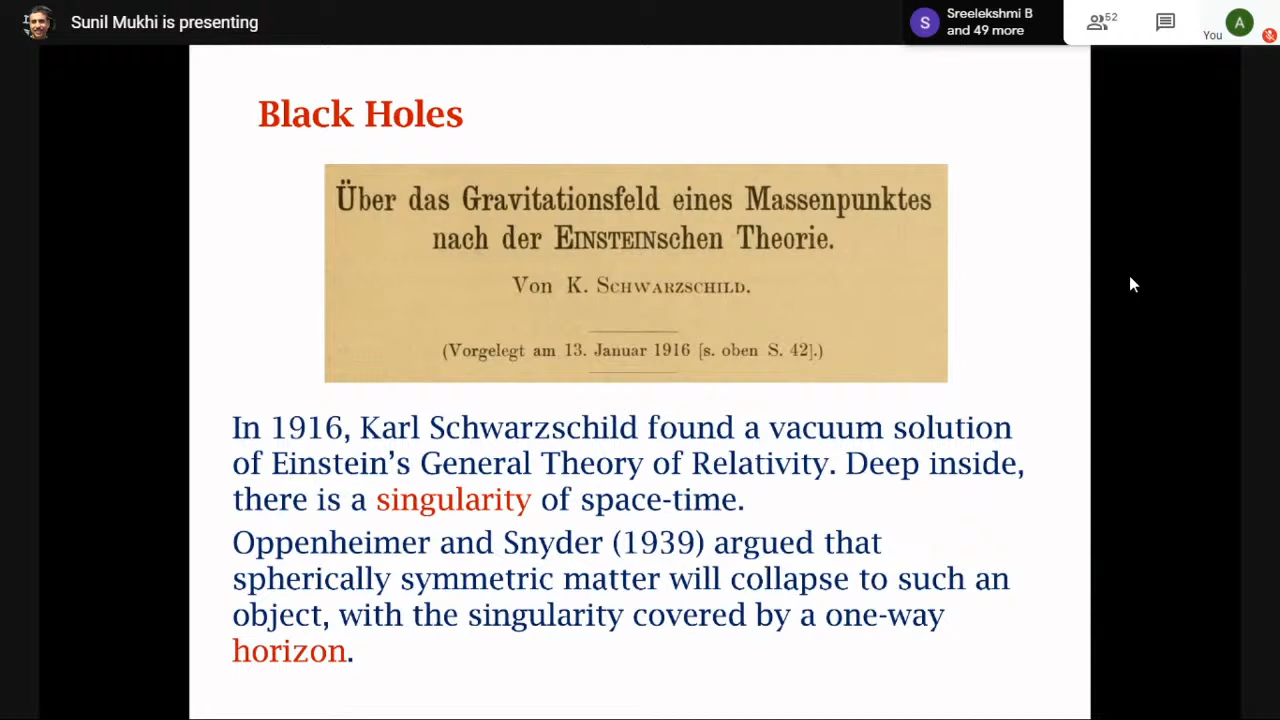 Sunil Mukhi is presenting
S
Sreelekshmi B
and 49 more
52
You
A
Black Holes
Über das Gravitationsfeld eines Massenpunktes
nach der EINSTEINschen Theorie.
Von K. SCHWARZSCHILD.
(Vorgelegt am 13. Januar 1916 [s. oben S. 42].)
In 1916, Karl Schwarzschild found a vacuum solution
of Einstein’s General Theory of Relativity. Deep inside,
there is a singularity of space-time.
Oppenheimer and Snyder (1939) argued that
spherically symmetric matter will collapse to such an
object, with the singularity covered by a one-way
horizon.